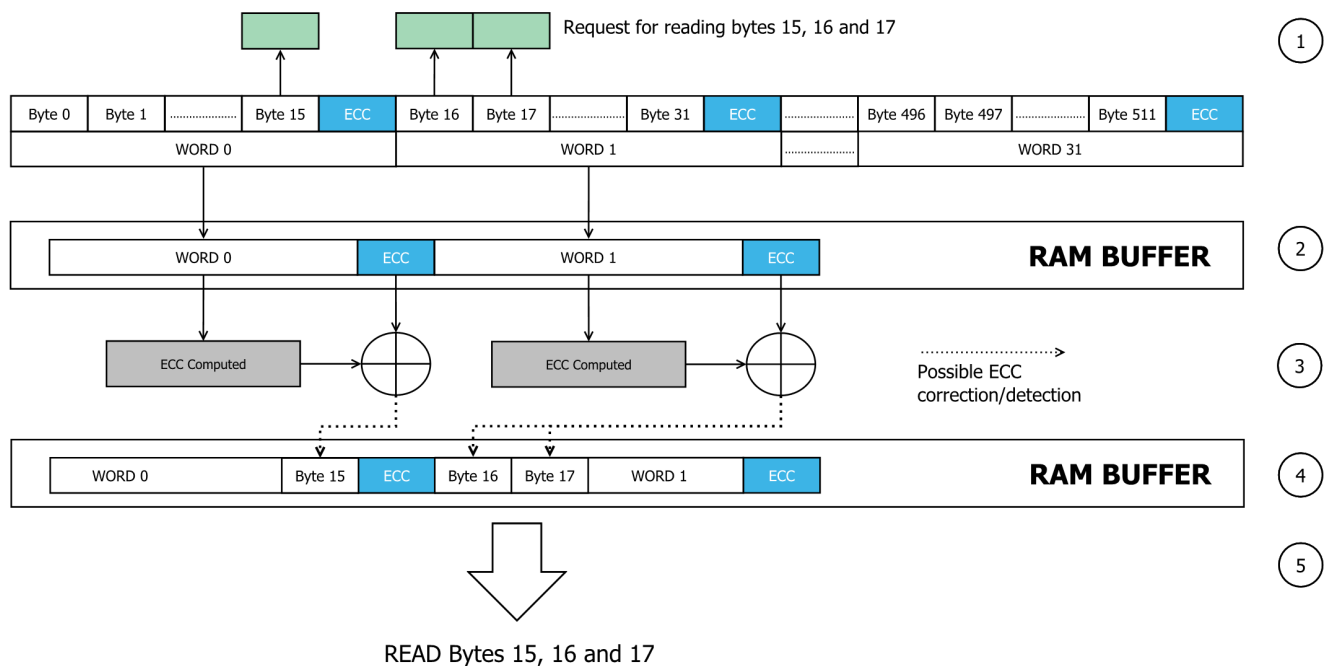 Request for reading bytes 15, 16 and 17
1
Byte 0 Byte 1 ..................... Byte 15 ECC Byte 16 Byte 17 ..................... Byte 31 ECC ..................... Byte 496 Byte 497 ..................... Byte 511 ECC
WORD 0 WORD 1 ..................... WORD 31
WORD 0 ECC WORD 1 ECC RAM BUFFER
2
ECC Computed ECC Computed
Possible ECC
correction/detection
3
WORD 0 Byte 15 ECC Byte 16 Byte 17 WORD 1 ECC RAM BUFFER
4
5
READ Bytes 15, 16 and 17